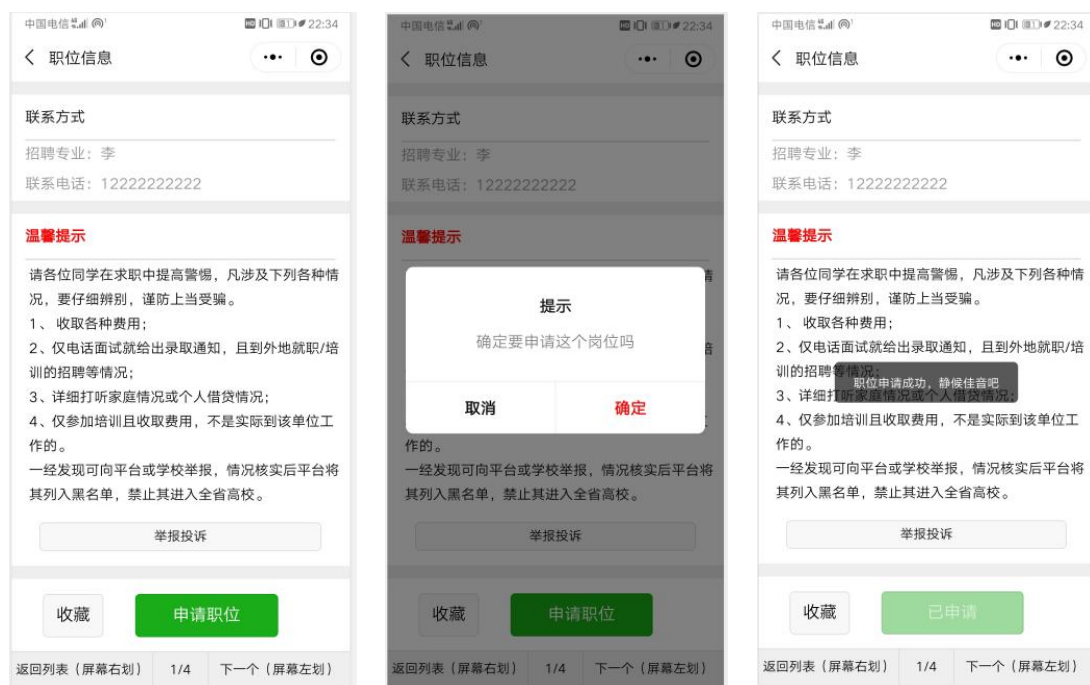 中国电信 22:34
职位信息
联系方式
招聘专业：李
联系电话：12222222222
温馨提示
请各位同学在求职中提高警惕，凡涉及下列各种情
况，要仔细辨别，谨防上当受骗。
1、 收取各种费用；
2、仅电话面试就给出录取通知，且到外地就职/培
训的招聘等情况；
3、详细打听家庭情况或个人借贷情况；
4、仅参加培训且收取费用，不是实际到该单位工
作的。
一经发现可向平台或学校举报，情况核实后平台将
其列入黑名单，禁止其进入全省高校。
举报投诉
收藏 申请职位
返回列表（屏幕右划） 1/4 下一个（屏幕左划）
中国电信 22:34
职位信息
联系方式
招聘专业：李
联系电话：12222222222
温馨提示
情
提示
确定要申请这个岗位吗
培
取消 确定
作的。
一经发现可向平台或学校举报，情况核实后平台将
其列入黑名单，禁止其进入全省高校。
举报投诉
收藏 申请职位
返回列表（屏幕右划） 1/4 下一个（屏幕左划）
中国电信 22:34
职位信息
联系方式
招聘专业：李
联系电话：12222222222
温馨提示
请各位同学在求职中提高警惕，凡涉及下列各种情
况，要仔细辨别，谨防上当受骗。
1、 收取各种费用；
2、仅电话面试就给出录取通知，且到外地就职/培
训的招聘等情况；
职位申请成功，静候佳音吧
3、详细打听家庭情况或个人借贷情况；
4、仅参加培训且收取费用，不是实际到该单位工
作的。
一经发现可向平台或学校举报，情况核实后平台将
其列入黑名单，禁止其进入全省高校。
举报投诉
收藏 已申请
返回列表（屏幕右划） 1/4 下一个（屏幕左划）